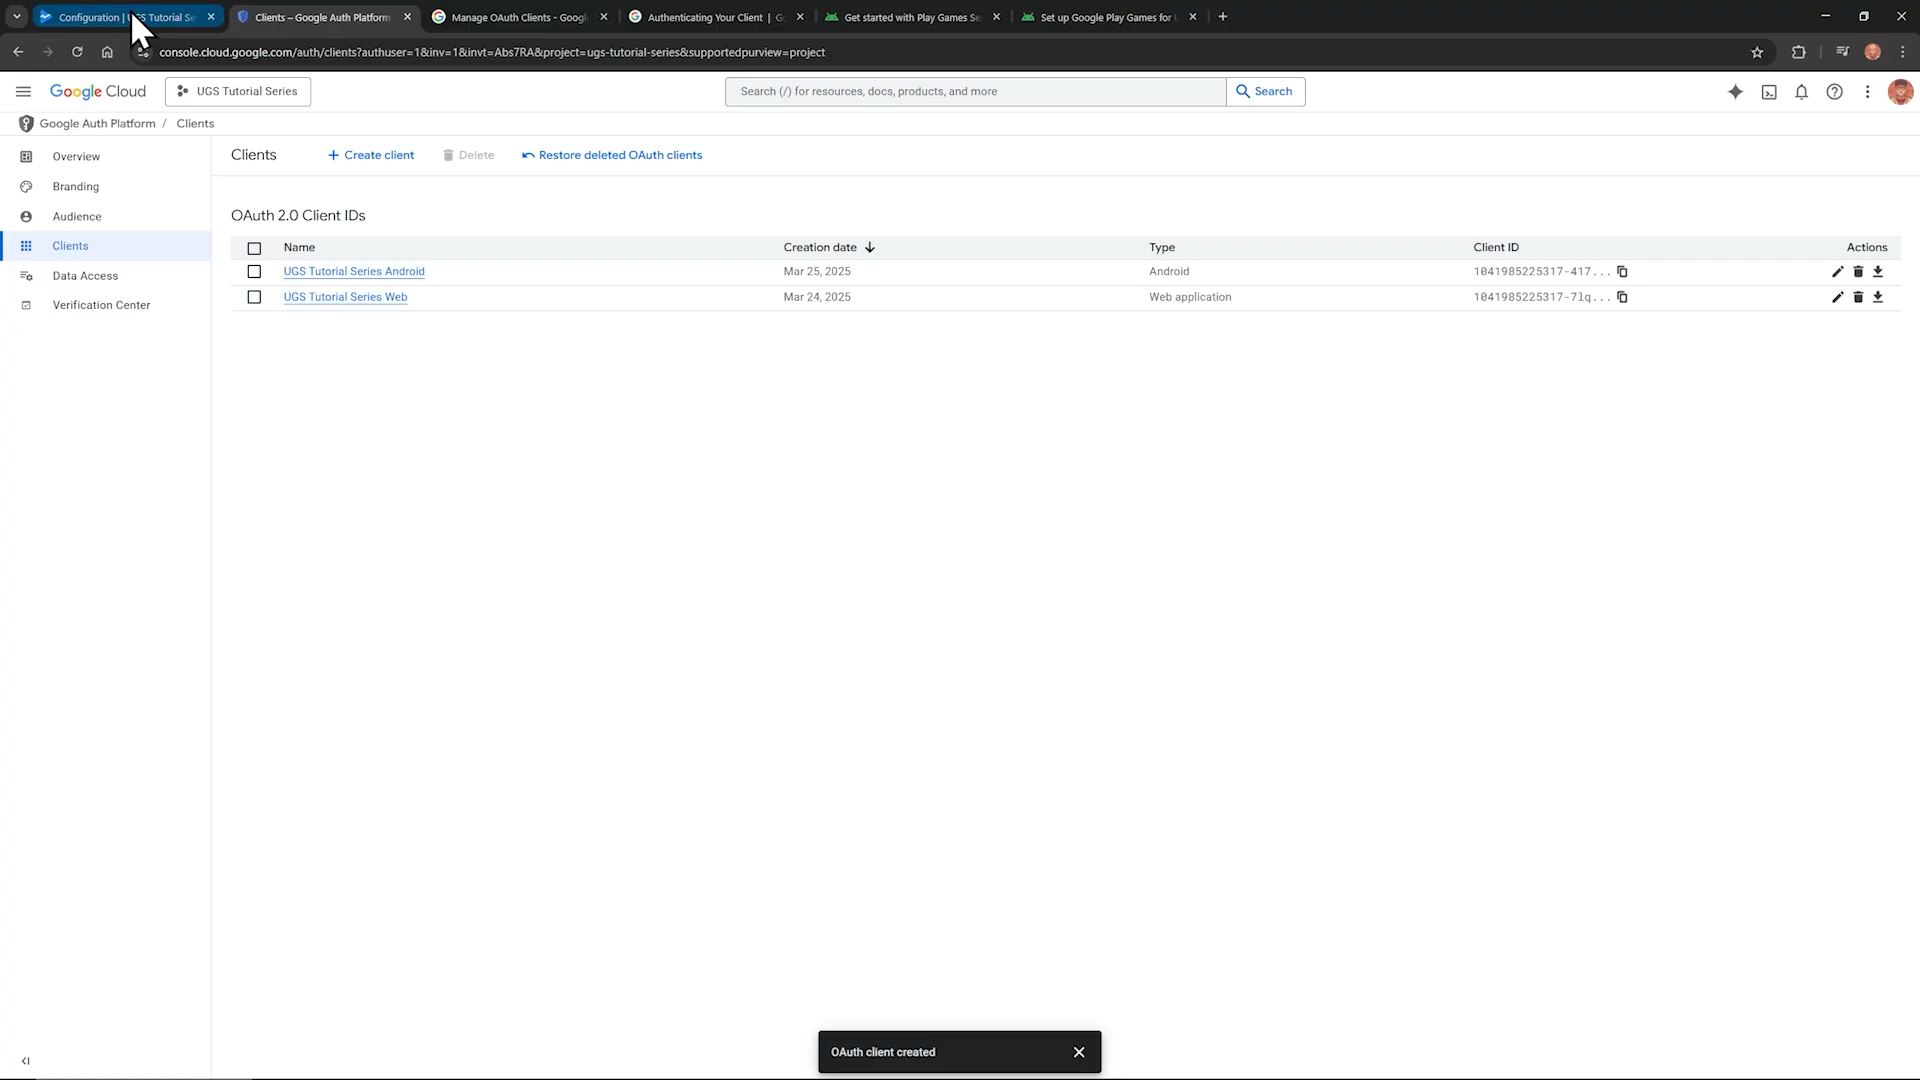 Configuration | UGS Tutorial Se
Clients – Google Auth Platform
Manage OAuth Clients - Google
Authenticating Your Client | Go
Get started with Play Games Se
Set up Google Play Games for U
console.cloud.google.com/auth/clients?authuser=1&inv=1&invt=Abs7RA&project=ugs-tutorial-series&supportedpurview=project
Google Cloud
UGS Tutorial Series
Search (/) for resources, docs, products, and more
Search
Google Auth Platform / Clients
Overview
Branding
Audience
Clients
Data Access
Verification Center
Clients
Create client
Delete
Restore deleted OAuth clients
OAuth 2.0 Client IDs
Name Creation date Type Client ID Actions
UGS Tutorial Series Android Mar 25, 2025 Android 1041985225317-417...
UGS Tutorial Series Web Mar 24, 2025 Web application 1041985225317-7lq...
OAuth client created